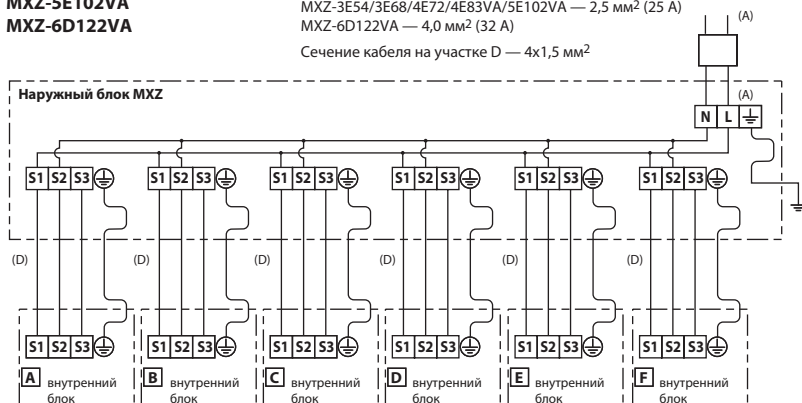 MXZ-5E102VA
MXZ-6D122VA
MXZ-3E54/3E68/4E72/4E83VA/5E102VA — 2,5 мм² (25 А)
MXZ-6D122VA — 4,0 мм² (32 А)
Сечение кабеля на участке D — 4x1,5 мм²
(A)
Наружный блок MXZ
(A)
N L
S1 S2 S3 S1 S2 S3 S1 S2 S3 S1 S2 S3 S1 S2 S3 S1 S2 S3
(D) (D) (D) (D) (D) (D)
S1 S2 S3 S1 S2 S3 S1 S2 S3 S1 S2 S3 S1 S2 S3 S1 S2 S3
A внутренний B внутренний C внутренний D внутренний E внутренний F внутренний
блок блок блок блок блок блок